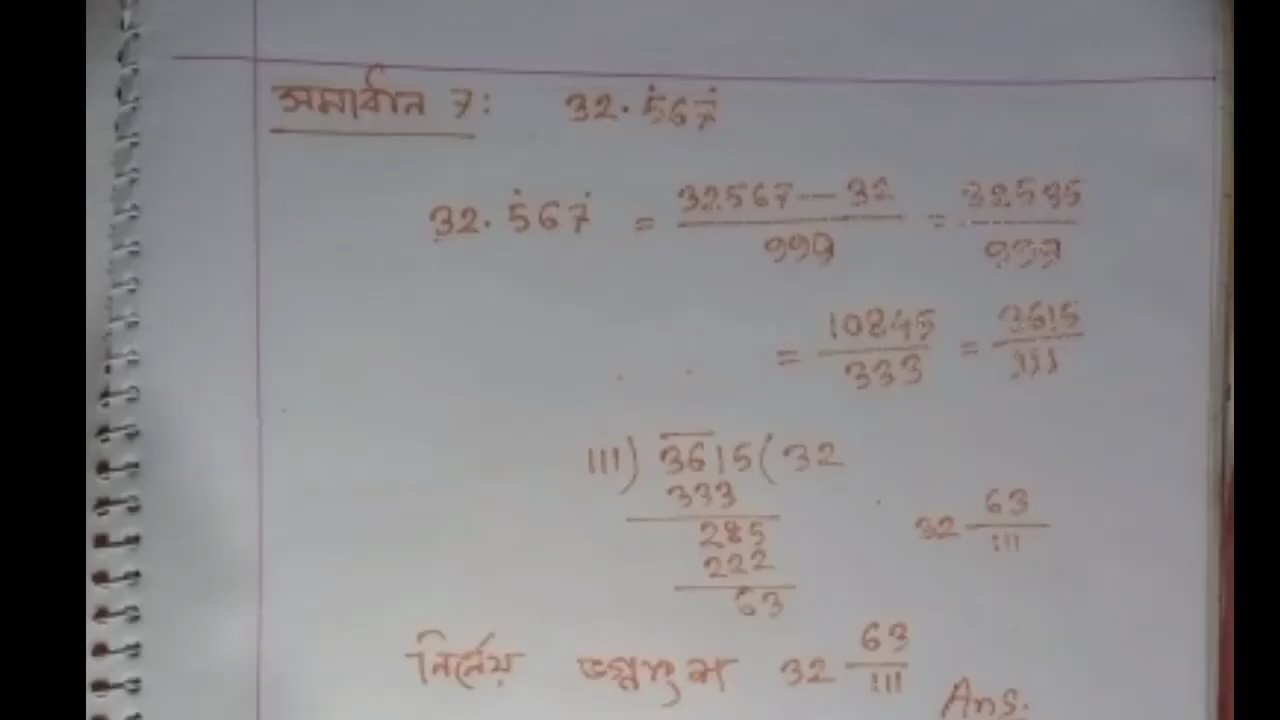 সমাধান 7: 32.5̇67̇
32.5̇67̇ = 32567-32/999 = 32535/999
= 10845/333 = 3615/111
111) 3615 (32
333
285
222
63
32 63/111
নির্নেয় ভগ্নাংশ 32 63/111
Ans.